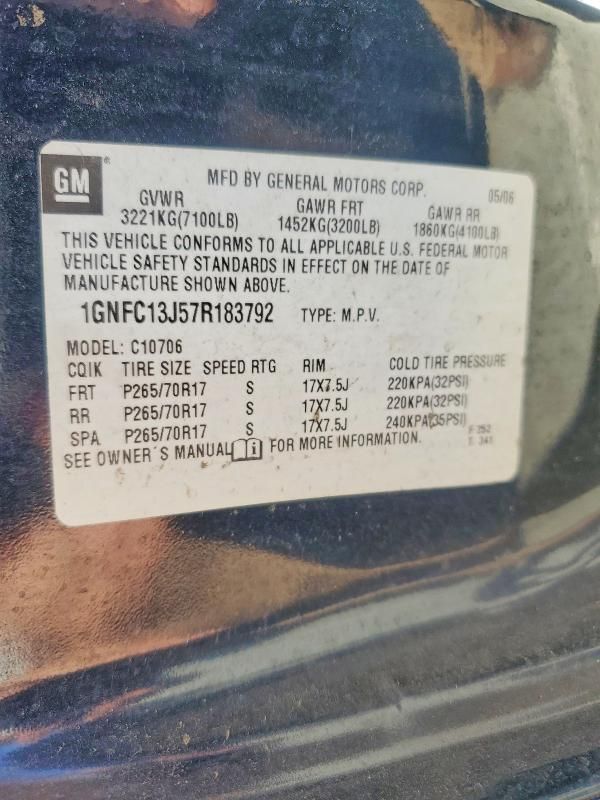 GM ®
MFD BY GENERAL MOTORS CORP. 05/06
GVWR GAWR FRT GAWR RR
3221KG(7100LB) 1452KG(3200LB) 1860KG(4100LB)
THIS VEHICLE CONFORMS TO ALL APPLICABLE U.S. FEDERAL MOTOR
VEHICLE SAFETY STANDARDS IN EFFECT ON THE DATE OF
MANUFACTURE SHOWN ABOVE.
1GNFC13J57R183792 TYPE: M.P.V.
MODEL: C10706
CQIK TIRE SIZE SPEED RTG RIM COLD TIRE PRESSURE
FRT P265/70R17 S 17X7.5J 220KPA(32PSI)
RR P265/70R17 S 17X7.5J 220KPA(32PSI)
SPA P265/70R17 S 17X7.5J 240KPA(35PSI)
SEE OWNER'S MANUAL FOR MORE INFORMATION.